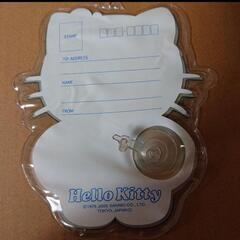 STAMP
TO: ADDRESS
NAME
FROM:
Hello Kitty
©1976, 2005 SANRIO CO., LTD.
TOKYO, JAPAN